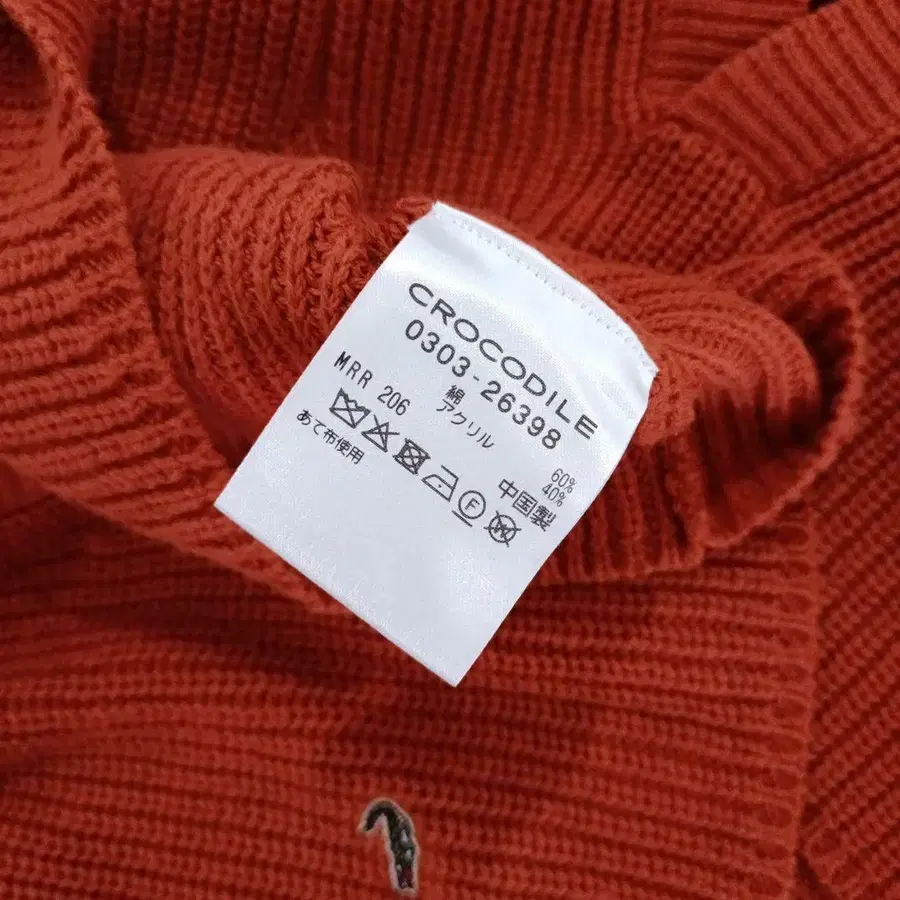 CROCODILE
0303-26398
綿 60%
アクリル 40%
MRR 206
中国製
F
W
あて布使用